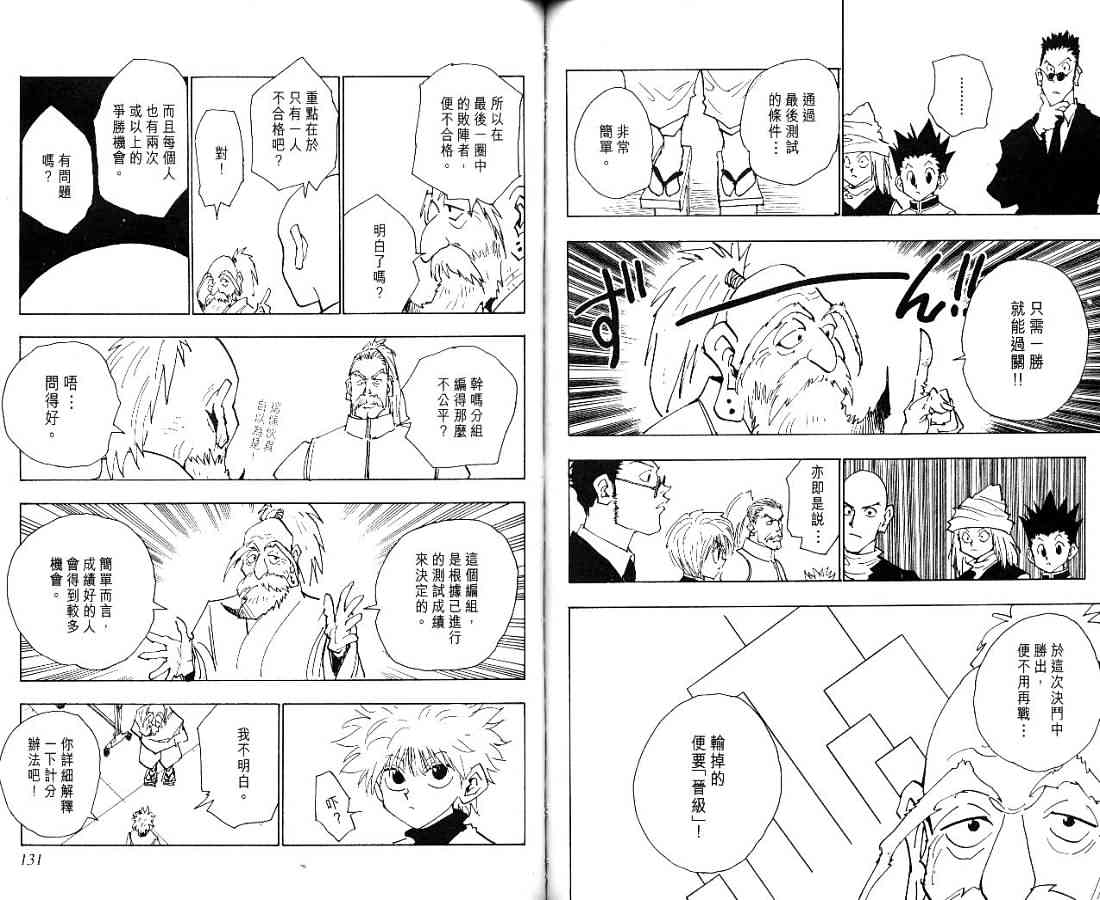 ………
通過
最後測試
的條件…
非常
簡單。
只需一勝
就能過關!!
ずーん!!
亦即是說…
於這次決鬥中
勝出，
便不用再戰…
輸掉的
便要「晉級」！
所以在
最後一圈中
的敗陣者，
便不合格。
明白了嗎？
重點在於
只有一人
不合格吧？
對！
而且每個人
也有兩次
或以上的
爭勝機會。
有問題
嗎？
幹嗎分組
編得那麼
不公平？
唔…
問得好。
這個編組，
是根據已進行
的測試成績
來決定的。
簡單而言，
成績好的人
會得到較多
機會。
吓？
我不明白。
你詳細解釋
一下計分
辦法吧！
131